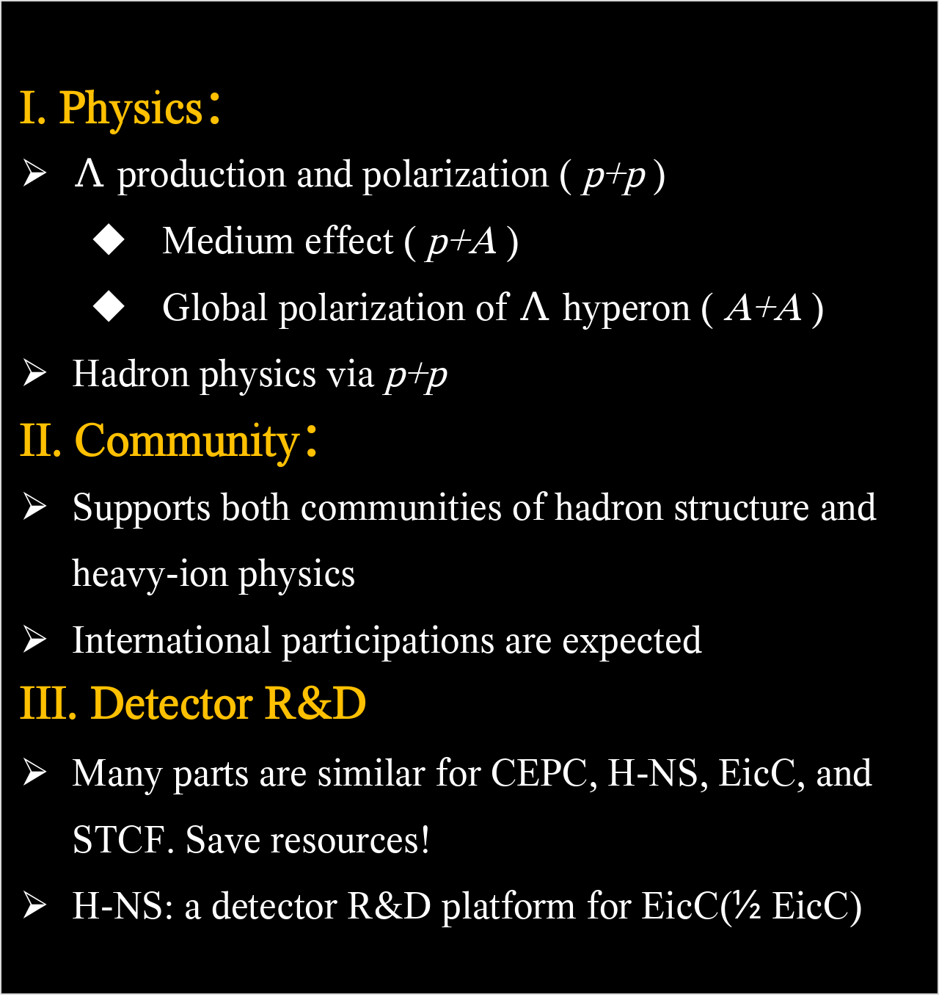 I. Physics：
➢ Λ production and polarization ( p+p )
◆ Medium effect ( p+A )
◆ Global polarization of Λ hyperon ( A+A )
➢ Hadron physics via p+p
II. Community：
➢ Supports both communities of hadron structure and
heavy-ion physics
➢ International participations are expected
III. Detector R&D
➢ Many parts are similar for CEPC, H-NS, EicC, and
STCF. Save resources!
➢ H-NS: a detector R&D platform for EicC(½ EicC)